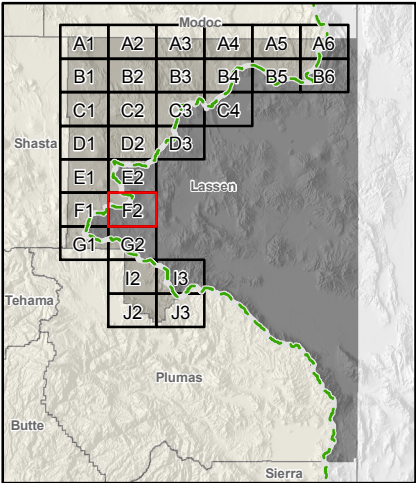 Modoc
A1 A2 A3 A4 A5 A6
B1 B2 B3 B4 B5 B6
C1 C2 C3 C4
Shasta D1 D2 D3
E1 E2
Lassen
F1 F2
G1 G2
I2 I3
Tehama
J2 J3
Plumas
Butte
Sierra